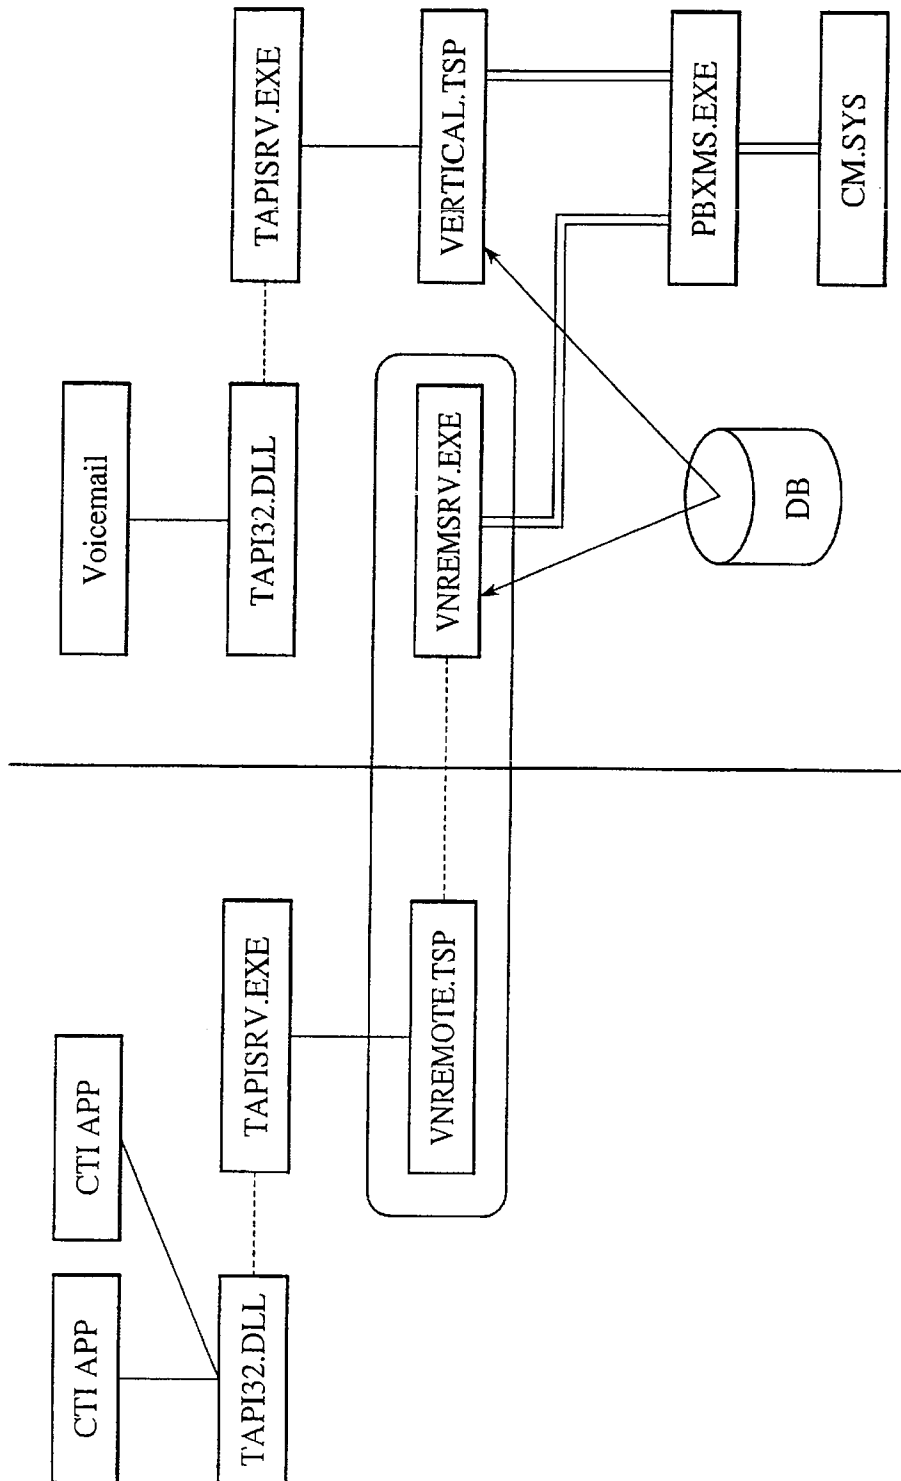 CTI APP
CTI APP
Voicemail
TAPI32.DLL
TAPISRV.EXE
TAPI32.DLL
TAPISRV.EXE
VNREMOTE.TSP
VNREMSRV.EXE
VERTICAL.TSP
DB
PBXMS.EXE
CM.SYS